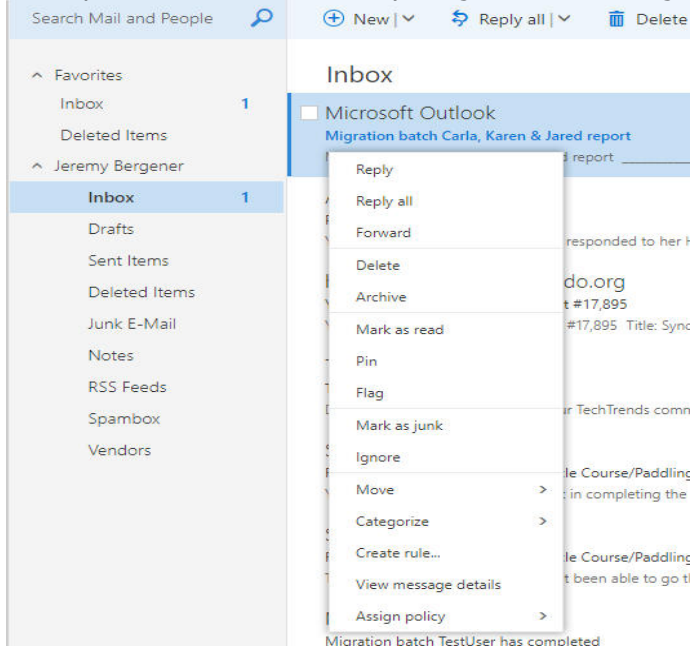 Search Mail and People
New
Reply all
Delete
Favorites
Inbox 1
Deleted Items
Jeremy Bergener
Inbox 1
Drafts
Sent Items
Deleted Items
Junk E-Mail
Notes
RSS Feeds
Spambox
Vendors
Inbox
Microsoft Outlook
Migration batch Carla, Karen & Jared report
report
Reply
Reply all
Forward
Delete
Archive
Mark as read
Pin
Flag
Mark as junk
Ignore
Move
Categorize
Create rule...
View message details
Assign policy
responded to her
do.org
#17,895
#17,895 Title: Sync
TechTrends comm
le Course/Paddling
in completing the
le Course/Paddling
been able to go t
Migration batch TestUser has completed